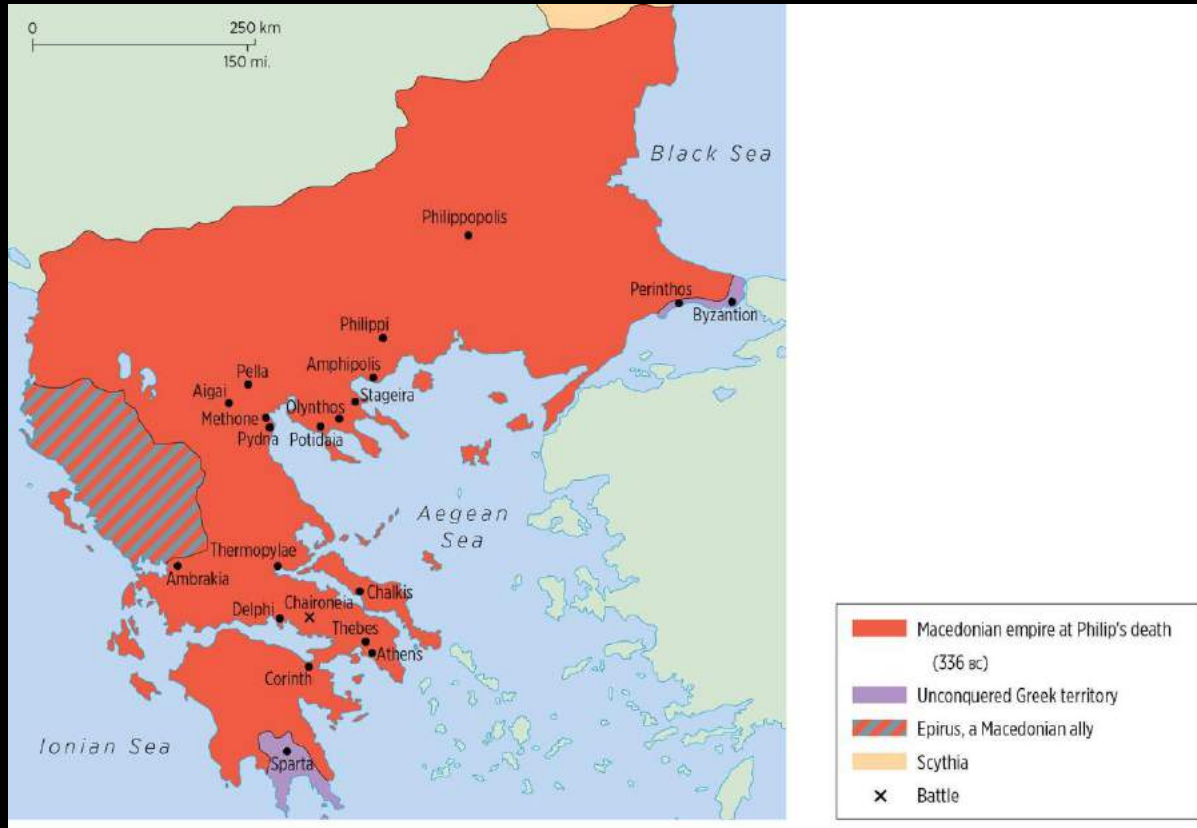 0 250 km
150 mi.
Black Sea
Philippopolis
Perinthos
Byzantion
Philippi
Amphipolis
Pella
Stageira
Aigai
Olynthos
Methone
Pydna
Potidaia
Aegean
Sea
Thermopylae
Ambrakia
Chalkis
Delphi
Chaironeia
Thebes
Athens
Corinth
Ionian Sea
Sparta
Macedonian empire at Philip's death
(336 BC)
Unconquered Greek territory
Epirus, a Macedonian ally
Scythia
× Battle